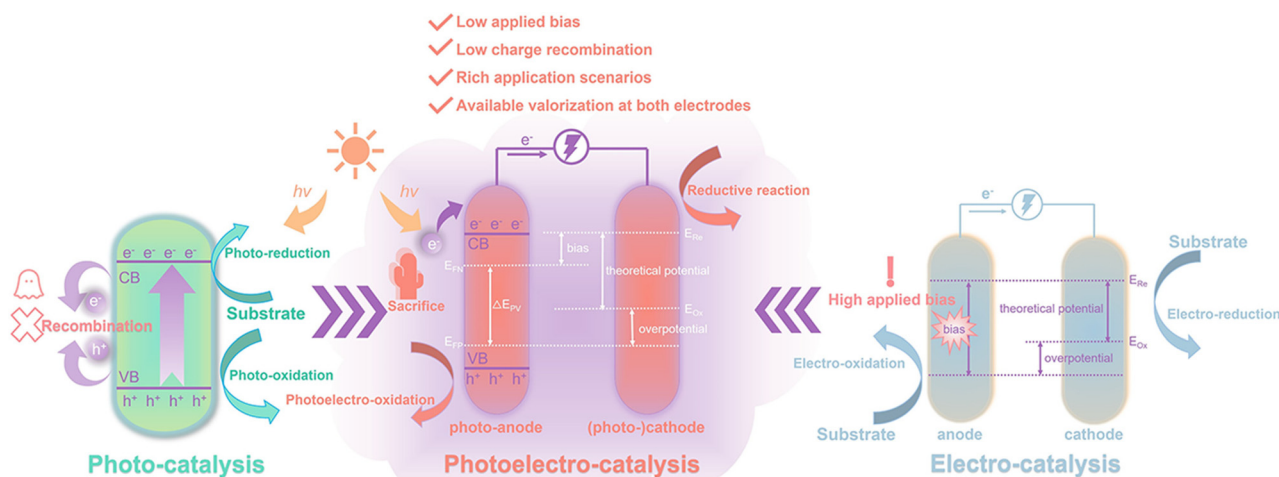 Low applied bias
Low charge recombination
Rich application scenarios
Available valorization at both electrodes
hν
e⁻ e⁻ e⁻ e⁻
CB
e⁻
Recombination
h⁺
VB
h⁺ h⁺ h⁺ h⁺
Photo-reduction
Substrate
Photo-oxidation
Photo-catalysis
hν
e⁻
Sacrifice
Photoelectro-oxidation
e⁻
e⁻ e⁻ e⁻
CB
E_FN
ΔE_PV
E_FP
VB
h⁺ h⁺ h⁺
photo-anode
bias
theoretical potential
overpotential
E_Re
E_Ox
Reductive reaction
(photo-)cathode
Photoelectro-catalysis
!
High applied bias
Electro-oxidation
Substrate
e⁻
bias
anode
theoretical potential
overpotential
E_Re
E_Ox
cathode
Substrate
Electro-reduction
Electro-catalysis